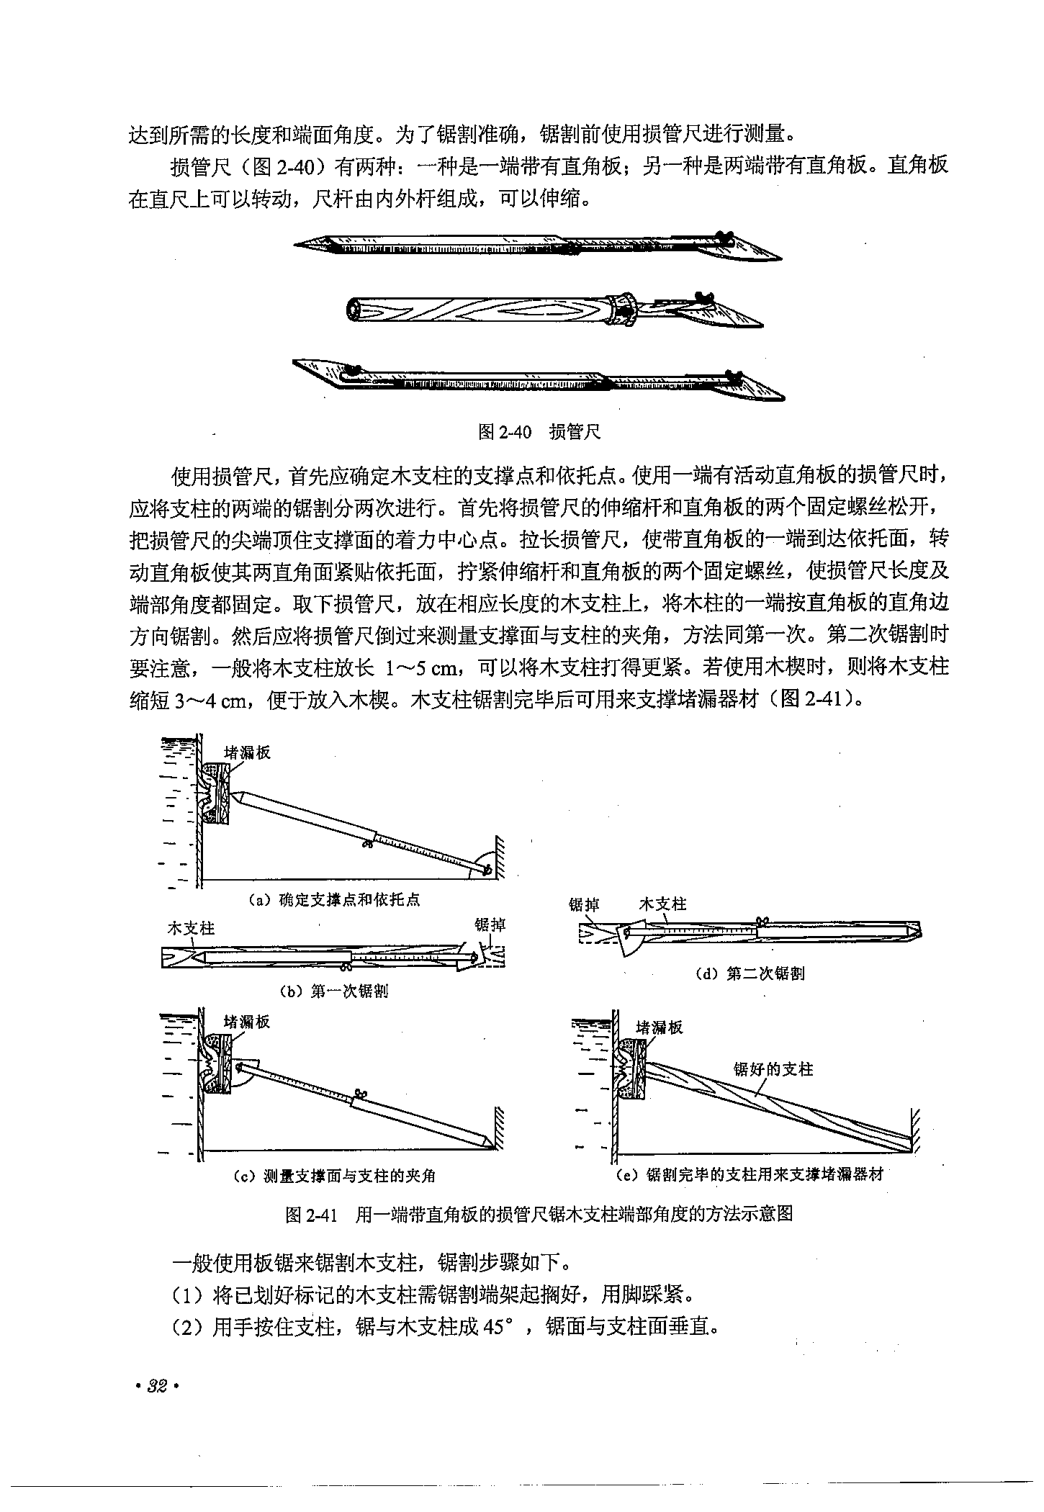 达到所需的长度和端面角度。为了锯割准确，锯割前使用损管尺进行测量。
损管尺（图 2-40）有两种：一种是一端带有直角板；另一种是两端带有直角板。直角板
在直尺上可以转动，尺杆由内外杆组成，可以伸缩。
图 2-40 损管尺
使用损管尺，首先应确定木支柱的支撑点和依托点。使用一端有活动直角板的损管尺时，
应将支柱的两端的锯割分两次进行。首先将损管尺的伸缩杆和直角板的两个固定螺丝松开，
把损管尺的尖端顶住支撑面的着力中心点。拉长损管尺，使带直角板的一端到达依托面，转
动直角板使其两直角面紧贴依托面，拧紧伸缩杆和直角板的两个固定螺丝，使损管尺长度及
端部角度都固定。取下损管尺，放在相应长度的木支柱上，将木柱的一端按直角板的直角边
方向锯割。然后应将损管尺倒过来测量支撑面与支柱的夹角，方法同第一次。第二次锯割时
要注意，一般将木支柱放长 1～5 cm，可以将木支柱打得更紧。若使用木楔时，则将木支柱
缩短 3～4 cm，便于放入木楔。木支柱锯割完毕后可用来支撑堵漏器材（图 2-41）。
堵漏板
（a）确定支撑点和依托点
木支柱
锯掉
（b）第一次锯割
锯掉
木支柱
（d）第二次锯割
堵漏板
（c）测量支撑面与支柱的夹角
堵漏板
锯好的支柱
（e）锯割完毕的支柱用来支撑堵漏器材
图 2-41 用一端带直角板的损管尺锯木支柱端部角度的方法示意图
一般使用板锯来锯割木支柱，锯割步骤如下。
（1）将已划好标记的木支柱需锯割端架起搁好，用脚踩紧。
（2）用手按住支柱，锯与木支柱成 45°，锯面与支柱面垂直。
·32·